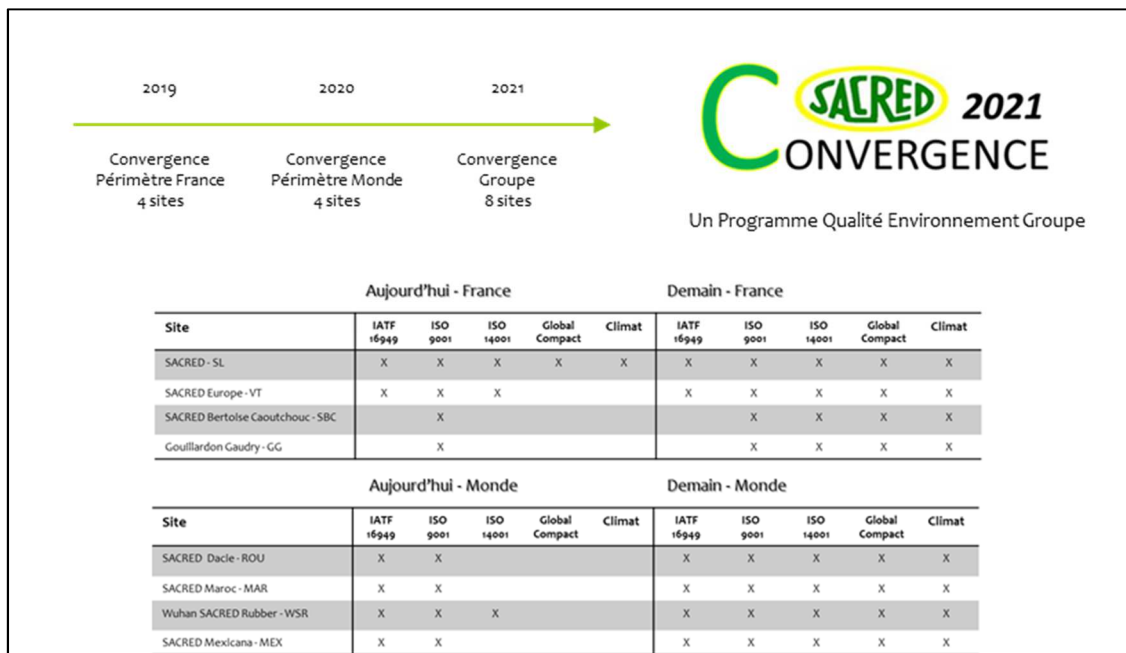 2019 2020 2021
Convergence Convergence Convergence
Périmètre France Périmètre Monde Groupe
4 sites 4 sites 8 sites
SACRED 2021
CONVERGENCE
Un Programme Qualité Environnement Groupe
Aujourd'hui - France Demain - France
Site IATF 16949 ISO 9001 ISO 14001 Global Compact Climat IATF 16949 ISO 9001 ISO 14001 Global Compact Climat
SACRED - SL X X X X X X X X X X
SACRED Europe - VT X X X X X X X X
SACRED Bertoise Caoutchouc - SBC X X X X X
Gouillardon Gaudry - GG X X X X X
Aujourd'hui - Monde Demain - Monde
Site IATF 16949 ISO 9001 ISO 14001 Global Compact Climat IATF 16949 ISO 9001 ISO 14001 Global Compact Climat
SACRED Dacie - ROU X X X X X X X
SACRED Maroc - MAR X X X X X X X
Wuhan SACRED Rubber - WSR X X X X X X X X
SACRED Mexicana - MEX X X X X X X X